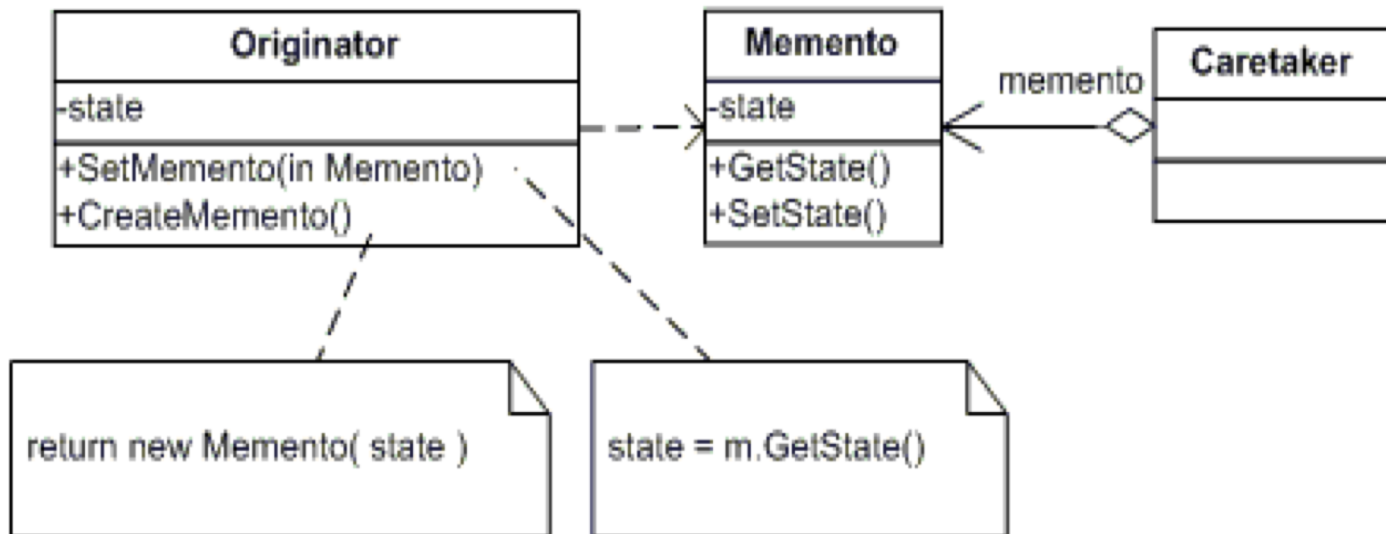 Originator
-state
+SetMemento(in Memento)
+CreateMemento()
Memento
-state
+GetState()
+SetState()
memento
Caretaker
return new Memento( state )
state = m.GetState()